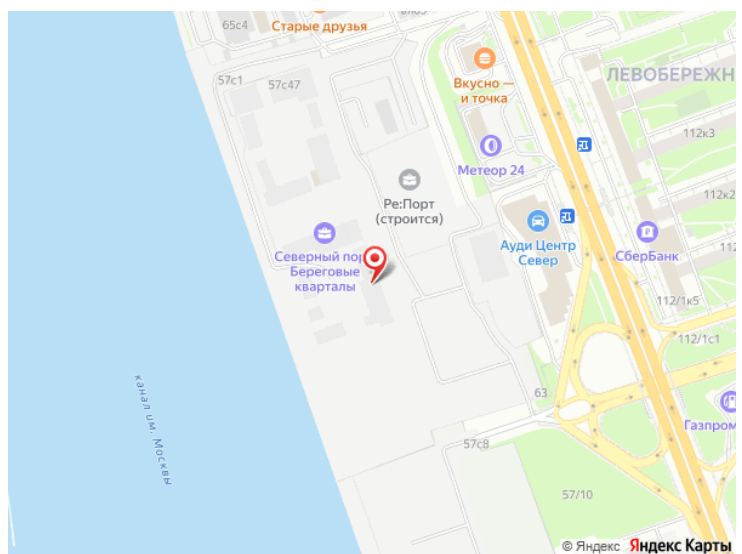 65с4
Старые друзья
57с1
57с47
Вкусно —
и точка
ЛЕВОБЕРЕЖН
112к3
Метеор 24
Ре:Порт
(строится)
112к2
Ауди Центр
Север
СберБанк
112/
Северный пор
Береговые
кварталы
112/1к5
112/1с1
63
канал им. Москвы
Газпром
57с8
57/10
© Яндекс Яндекс Карты